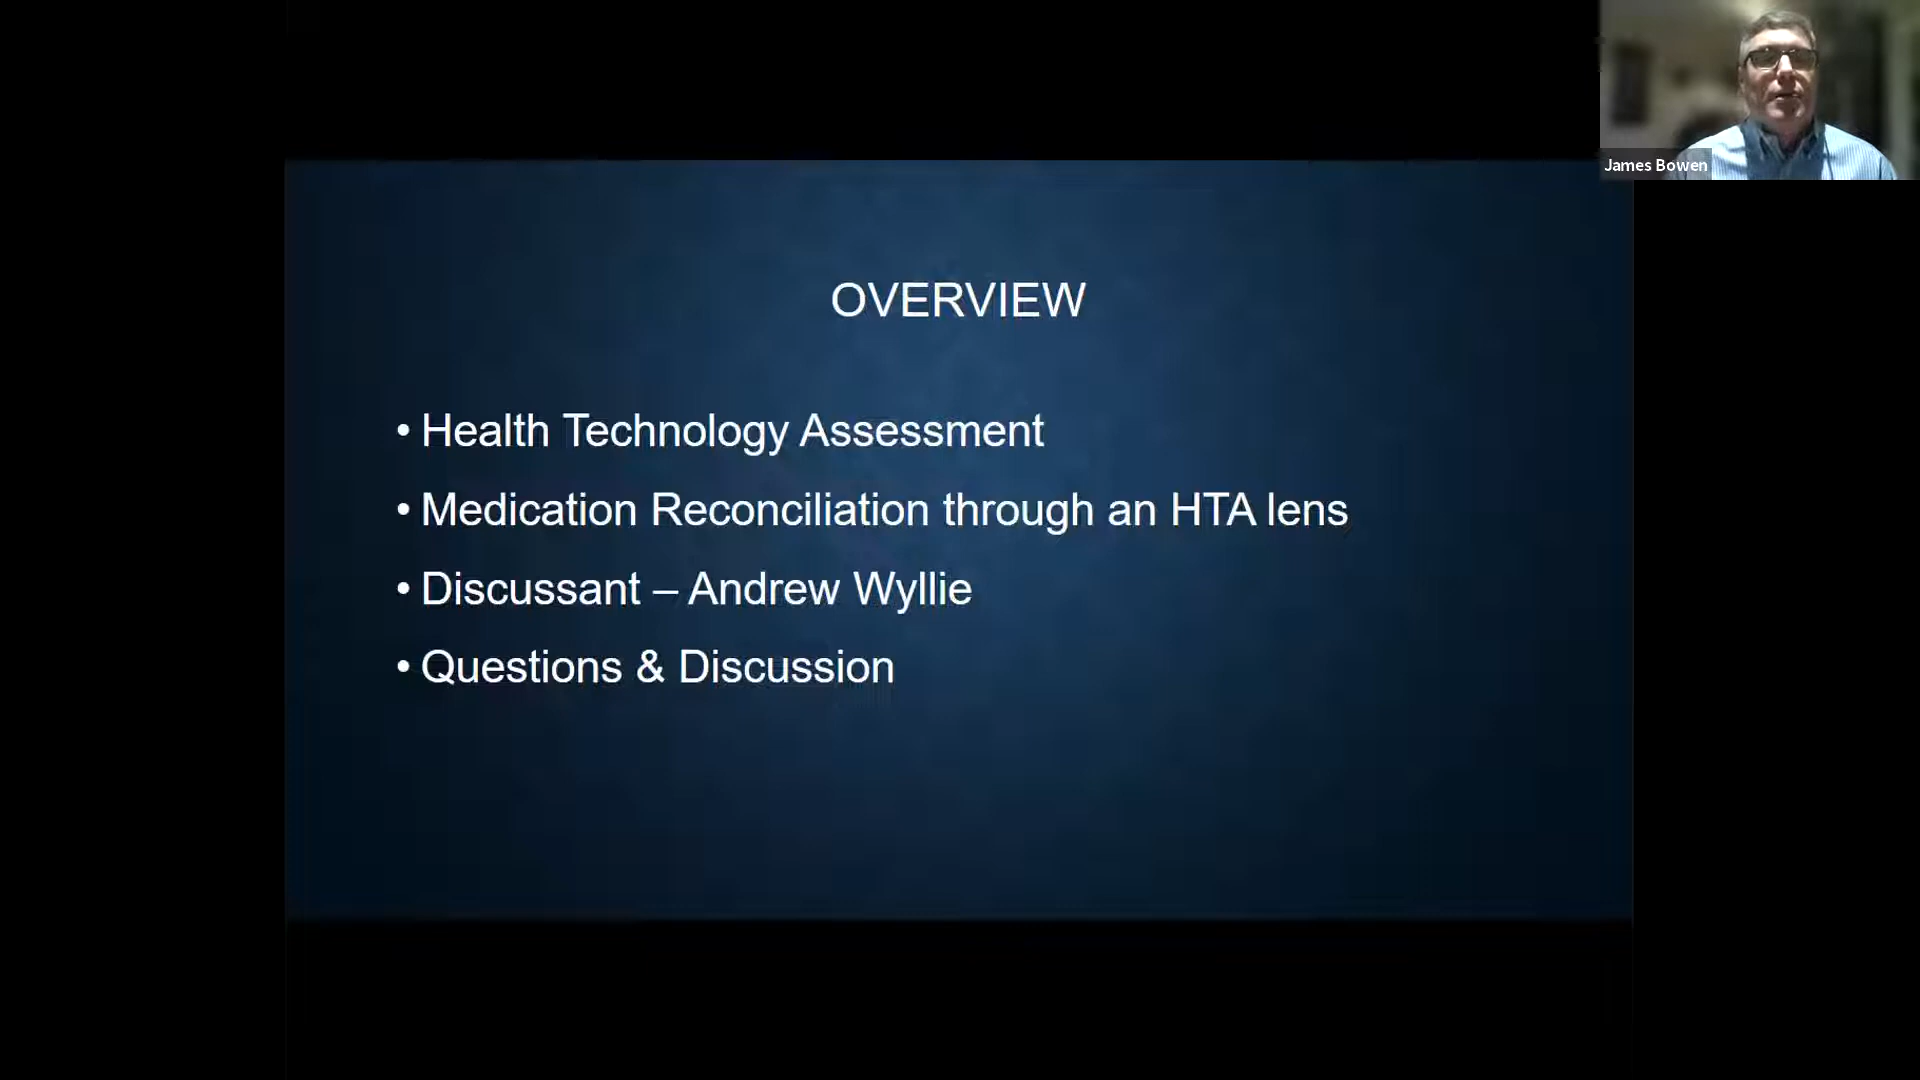 OVERVIEW
• Health Technology Assessment
• Medication Reconciliation through an HTA lens
• Discussant – Andrew Wyllie
• Questions & Discussion
James Bowen